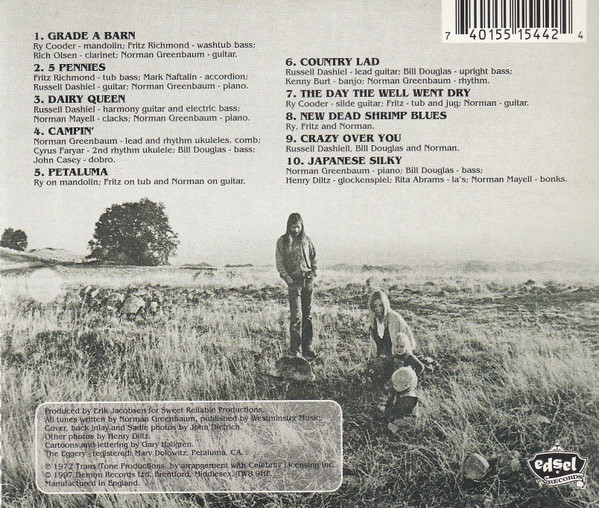 7 40155 15442 4
1. GRADE A BARN
Ry Cooder - mandolin; Fritz Richmond - washtub bass;
Rich Olsen - clarinet; Norman Greenbaum - guitar.
2. 5 PENNIES
Fritz Richmond - tub bass; Mark Naftalin - accordion;
Russell Dashiel - guitar; Norman Greenbaum - piano.
3. DAIRY QUEEN
Russell Dashiel - harmony guitar and electric bass;
Norman Mayell - clacks; Norman Greenbaum - piano.
4. CAMPIN'
Norman Greenbaum - lead and rhythm ukuleles, comb;
Cyrus Faryar - 2nd rhythm ukulele; Bill Douglas - bass;
John Casey - dobro.
5. PETALUMA
Ry on mandolin; Fritz on tub and Norman on guitar.
6. COUNTRY LAD
Russell Dashiel - lead guitar; Bill Douglas - upright bass;
Kenny Burt - banjo; Norman Greenbaum - rhythm.
7. THE DAY THE WELL WENT DRY
Ry Cooder - slide guitar; Fritz - tub and jug; Norman - guitar.
8. NEW DEAD SHRIMP BLUES
Ry, Fritz and Norman.
9. CRAZY OVER YOU
Russell Dashiell, Bill Douglas and Norman.
10. JAPANESE SILKY
Norman Greenbaum - piano; Bill Douglas - bass;
Henry Diltz - glockenspiel; Rita Abrams - la's; Norman Mayell - bonks.
Produced by Erik Jacobsen for Sweet Reliable Productions.
All tunes written by Norman Greenbaum, published by Westminster Music.
Cover, back inlay and Sadie photos by John Dietrich.
Other photos by Henry Diltz.
Cartoons and lettering by Gary Hallgren.
The Eggery - registered! Marv Dolowitz, Petaluma, CA.
℗ 1972 Trans/Tone Productions, by arrangement with Celebrity Licensing Inc.
© 1997 Demon Records Ltd, Brentford, Middlesex, TW8 9HF.
Manufactured in England.
edsel
RECORDS